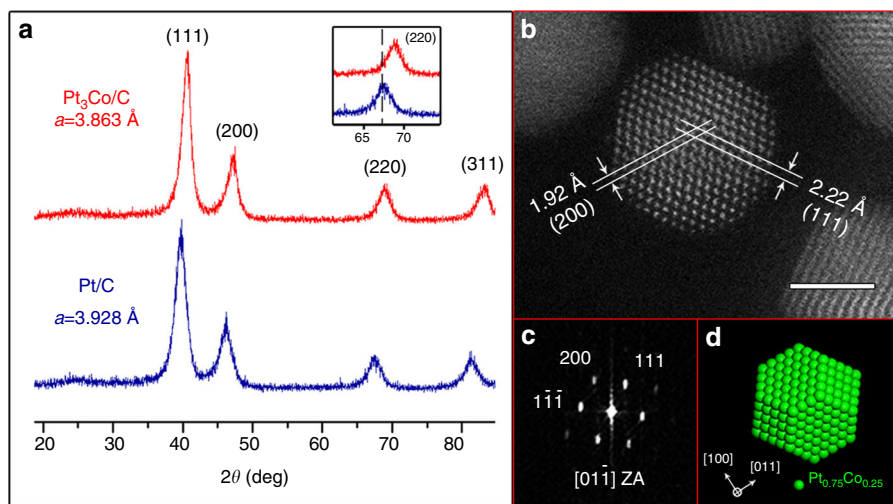 a
(111)
(220)
Pt₃Co/C
a=3.863 Å
(200)
65 70
(220)
(311)
Pt/C
a=3.928 Å
20 30 40 50 60 70 80
2θ (deg)
b
1.92 Å
(200)
2.22 Å
(111)
c
200
111
11̄1̄
[011̄] ZA
d
[100]
[011]
Pt₀.₇₅Co₀.₂₅